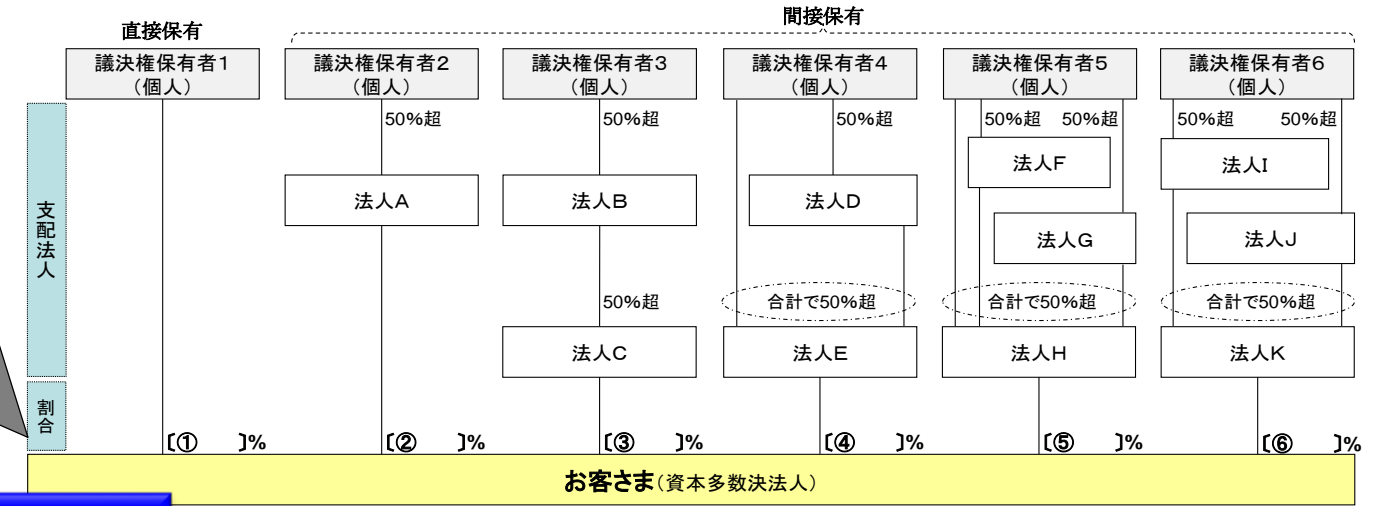 直接保有
間接保有
議決権保有者1
（個人）
議決権保有者2
（個人）
議決権保有者3
（個人）
議決権保有者4
（個人）
議決権保有者5
（個人）
議決権保有者6
（個人）
50%超
50%超
50%超
50%超 50%超
50%超 50%超
支配法人
法人A
法人B
法人D
法人F
法人G
法人I
法人J
50%超
合計で50%超
合計で50%超
合計で50%超
法人C
法人E
法人H
法人K
割合
〔① 〕%
〔② 〕%
〔③ 〕%
〔④ 〕%
〔⑤ 〕%
〔⑥ 〕%
お客さま（資本多数決法人）